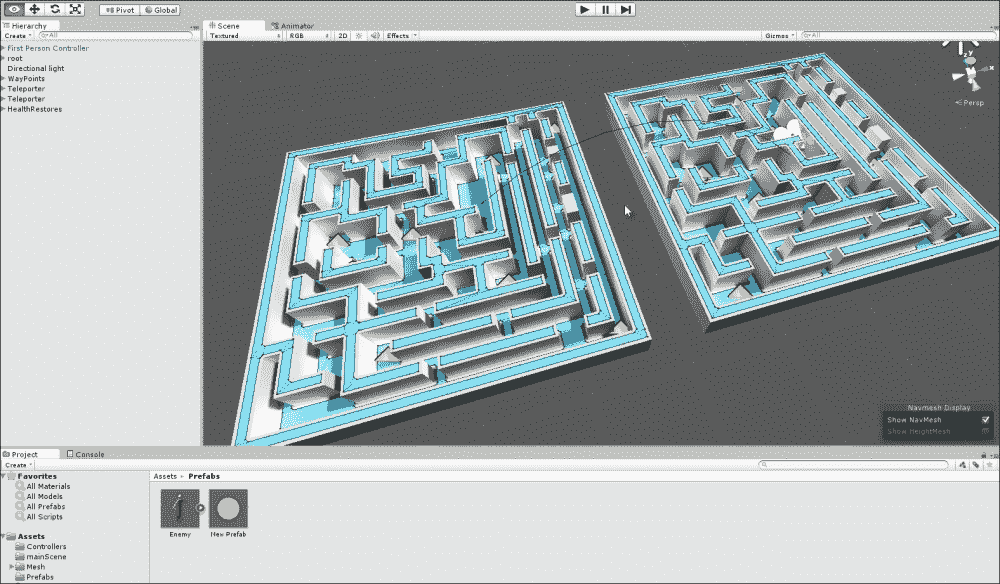 Pivot Global
Hierarchy
Create All
First Person Controller
root
Directional light
WayPoints
Teleporter
Teleporter
HealthRestores
Scene Animator
Textured RGB 2D Effects Gizmos All
y
x
Persp
Navmesh Display
Show NavMesh
Show HeightMesh
Project Console
Create
Favorites
All Materials
All Models
All Prefabs
All Scripts
Assets
Controllers
mainScene
Mesh
Prefabs
Assets Prefabs
Enemy New Prefab